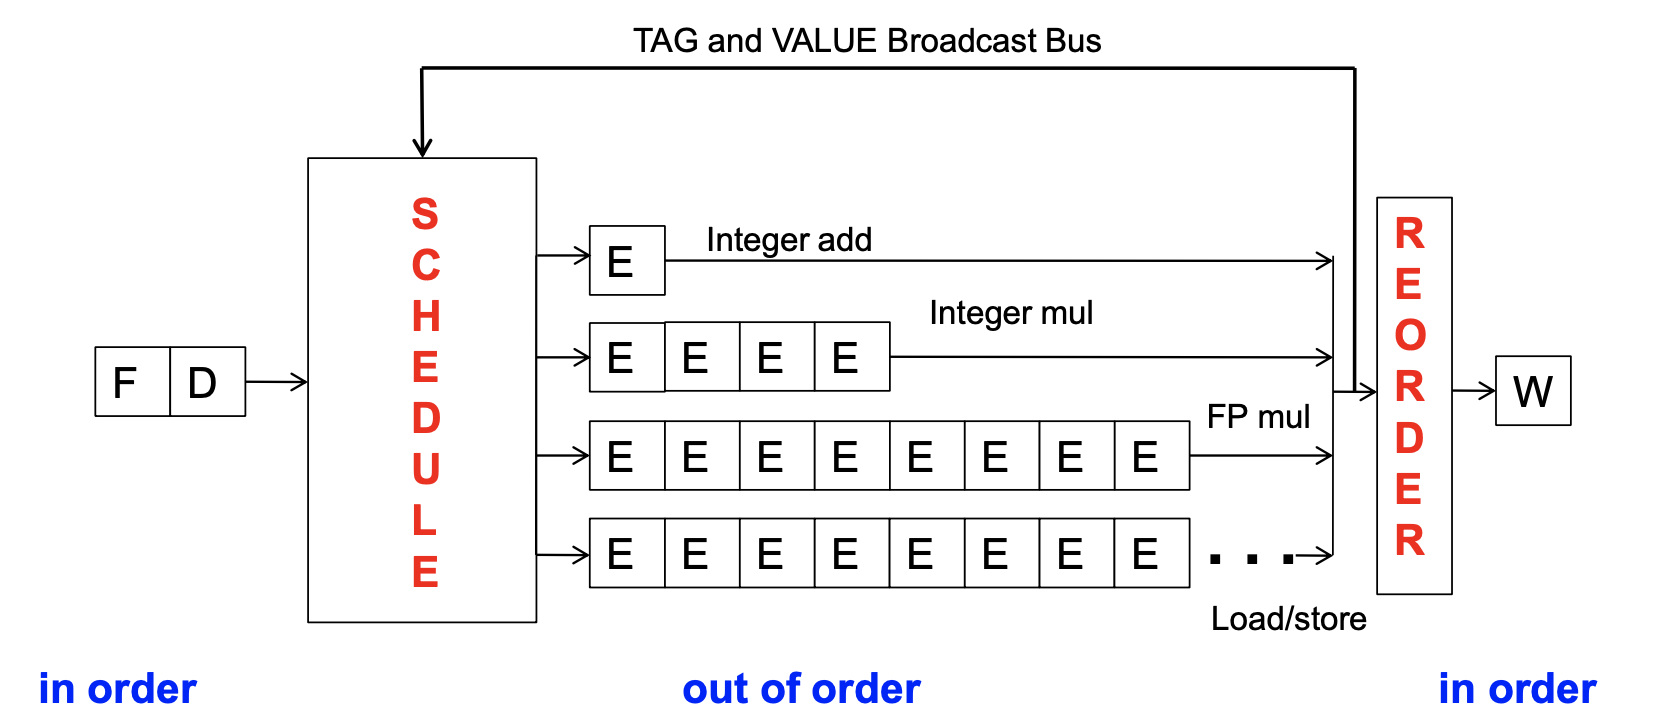 TAG and VALUE Broadcast Bus
F D
S
C
H
E
D
U
L
E
E
Integer add
E E E E
Integer mul
E E E E E E E E
FP mul
E E E E E E E E . . .
Load/store
R
E
O
R
D
E
R
W
in order
out of order
in order